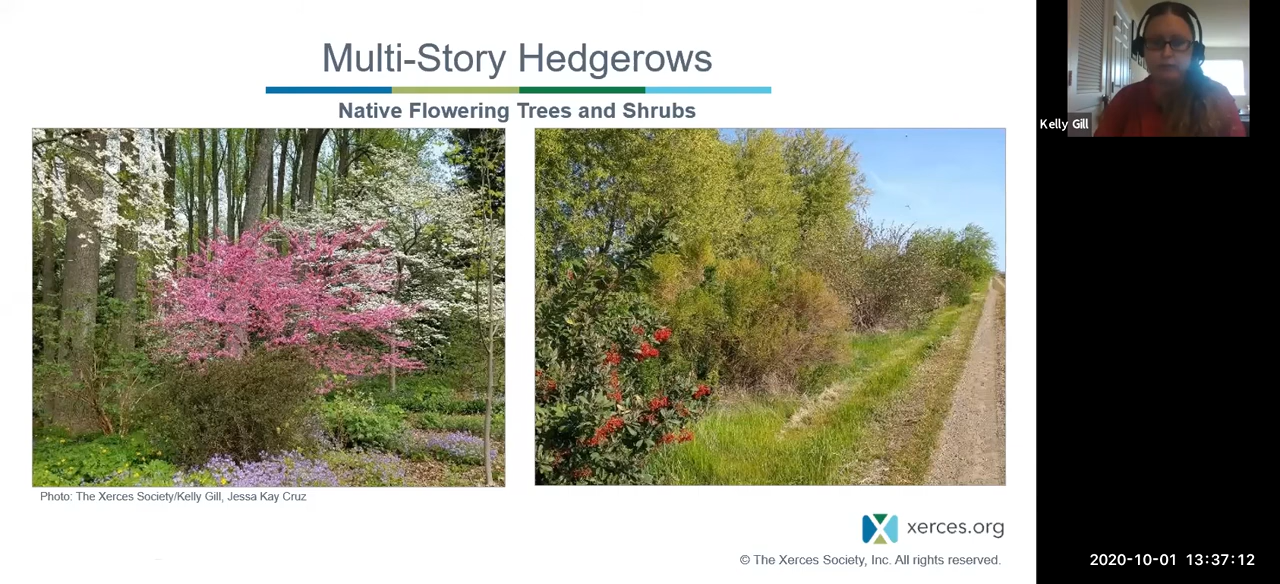 Multi-Story Hedgerows
Native Flowering Trees and Shrubs
Photo: The Xerces Society/Kelly Gill, Jessa Kay Cruz
xerces.org
© The Xerces Society, Inc. All rights reserved.
Kelly Gill
2020-10-01 13:37:12